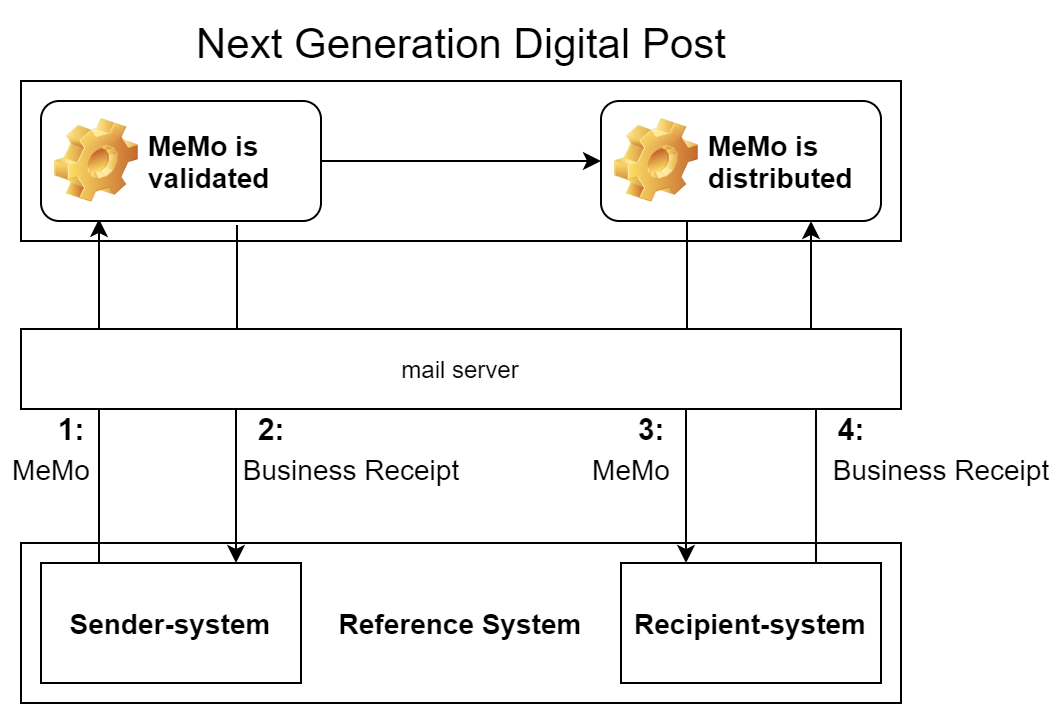 Next Generation Digital Post
MeMo is
validated
MeMo is
distributed
mail server
1:
MeMo
2:
Business Receipt
3:
MeMo
4:
Business Receipt
Sender-system
Reference System
Recipient-system